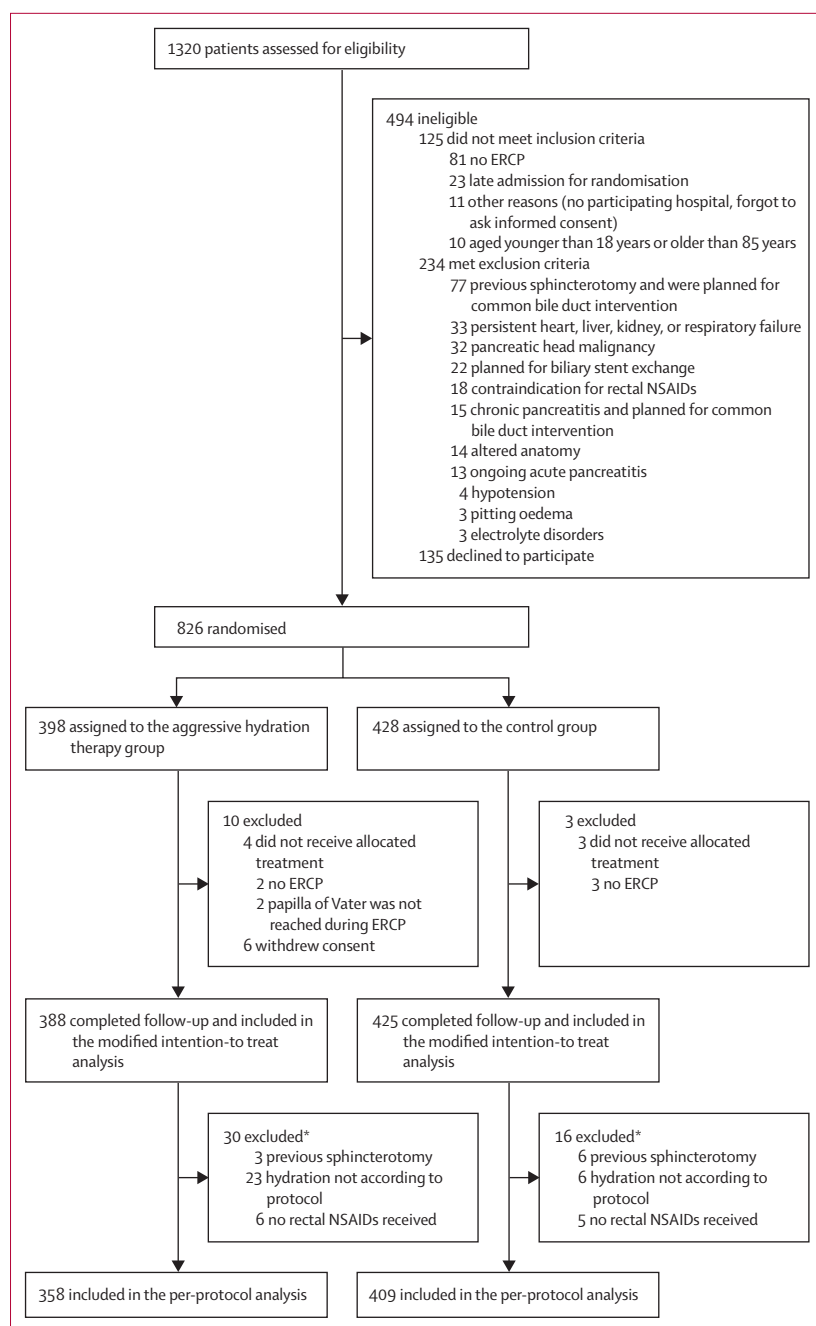 1320 patients assessed for eligibility
494 ineligible
125 did not meet inclusion criteria
81 no ERCP
23 late admission for randomisation
11 other reasons (no participating hospital, forgot to
ask informed consent)
10 aged younger than 18 years or older than 85 years
234 met exclusion criteria
77 previous sphincterotomy and were planned for
common bile duct intervention
33 persistent heart, liver, kidney, or respiratory failure
32 pancreatic head malignancy
22 planned for biliary stent exchange
18 contraindication for rectal NSAIDs
15 chronic pancreatitis and planned for common
bile duct intervention
14 altered anatomy
13 ongoing acute pancreatitis
4 hypotension
3 pitting oedema
3 electrolyte disorders
135 declined to participate
826 randomised
398 assigned to the aggressive hydration
therapy group
428 assigned to the control group
10 excluded
4 did not receive allocated
treatment
2 no ERCP
2 papilla of Vater was not
reached during ERCP
6 withdrew consent
3 excluded
3 did not receive allocated
treatment
3 no ERCP
388 completed follow-up and included in
the modified intention-to treat
analysis
425 completed follow-up and included in
the modified intention-to treat
analysis
30 excluded*
3 previous sphincterotomy
23 hydration not according to
protocol
6 no rectal NSAIDs received
16 excluded*
6 previous sphincterotomy
6 hydration not according to
protocol
5 no rectal NSAIDs received
358 included in the per-protocol analysis
409 included in the per-protocol analysis